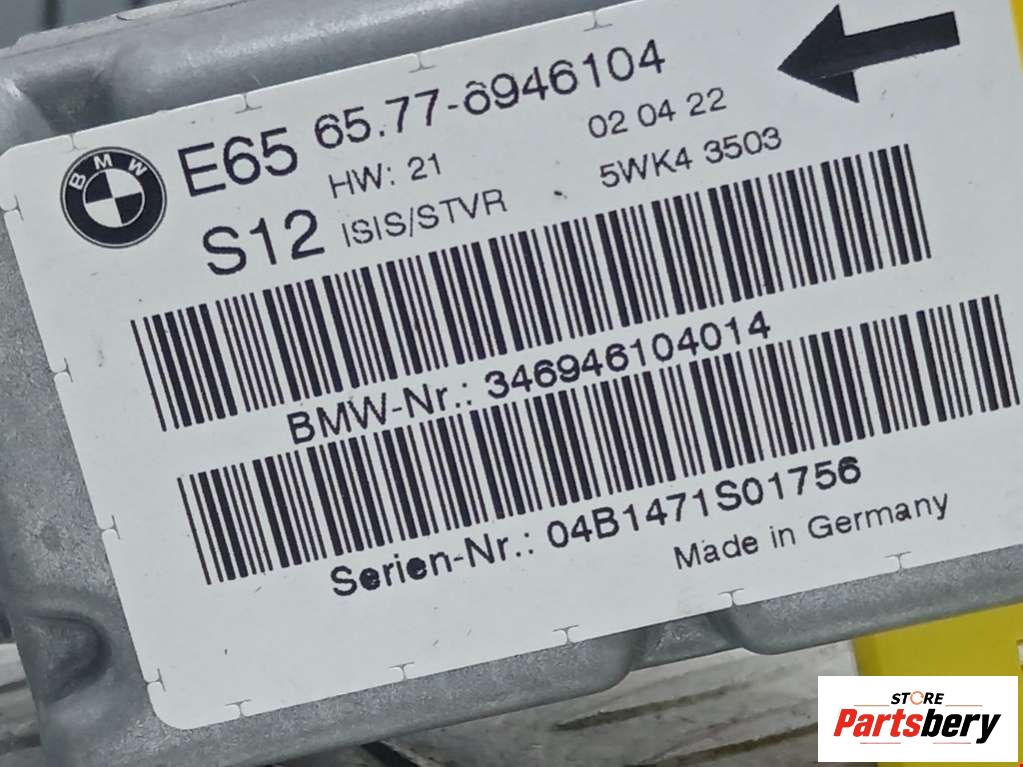 BMW
E65 65.77-6946104
HW: 21 02 04 22
S12 ISIS/STVR 5WK4 3503
BMW-Nr.: 346946104014
Serien-Nr.: 04B1471S01756
Made in Germany
STORE
Partsbery